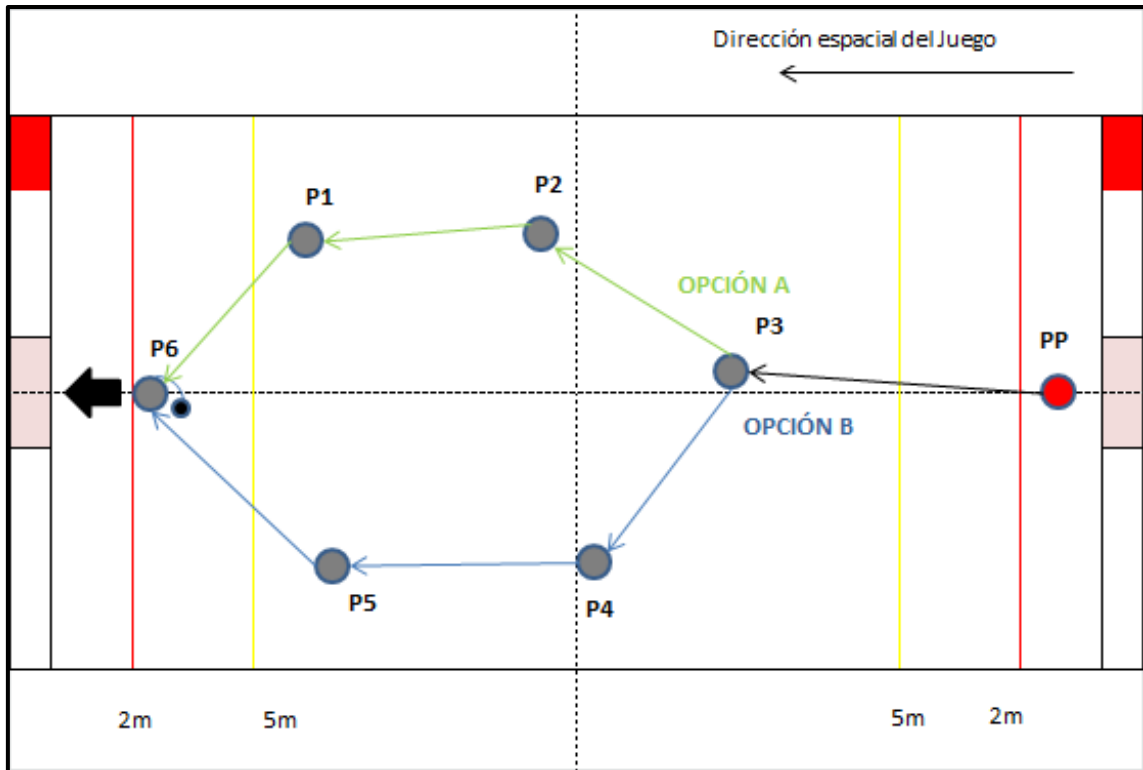 Dirección espacial del Juego
P1
P2
OPCIÓN A
P3
P6
PP
OPCIÓN B
P5
P4
2m
5m
5m
2m